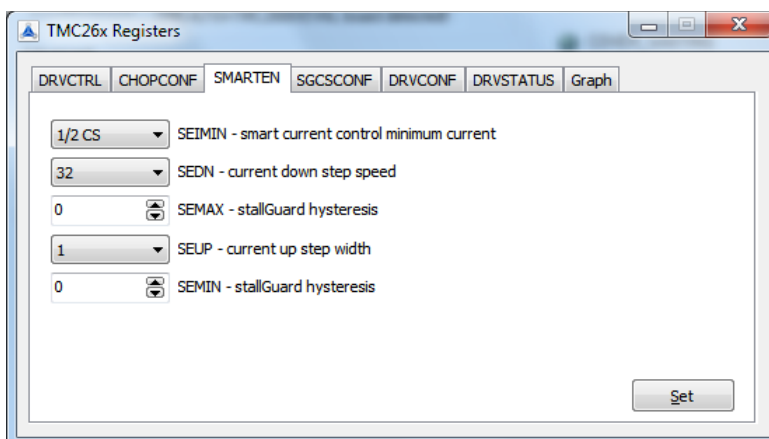 TMC26x Registers
DRVCTRL CHOPCONF SMARTEN SGCSCONF DRVCONF DRVSTATUS Graph
1/2 CS SEIMIN - smart current control minimum current
32 SEDN - current down step speed
0 SEMAX - stallGuard hysteresis
1 SEUP - current up step width
0 SEMIN - stallGuard hysteresis
Set